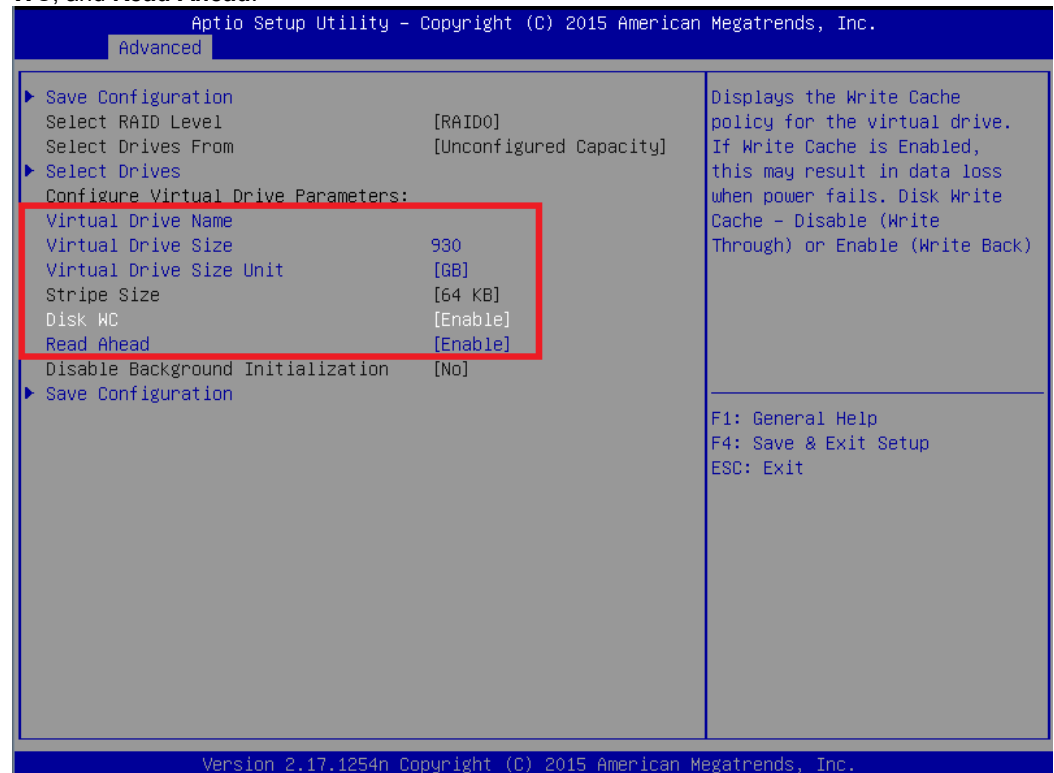 WC, and Read Ahead.
Aptio Setup Utility – Copyright (C) 2015 American Megatrends, Inc.
Advanced
Save Configuration
Select RAID Level [RAID0]
Select Drives From [Unconfigured Capacity]
Select Drives
Configure Virtual Drive Parameters:
Virtual Drive Name
Virtual Drive Size 930
Virtual Drive Size Unit [GB]
Stripe Size [64 KB]
Disk WC [Enable]
Read Ahead [Enable]
Disable Background Initialization [No]
Save Configuration
Displays the Write Cache
policy for the virtual drive.
If Write Cache is Enabled,
this may result in data loss
when power fails. Disk Write
Cache – Disable (Write
Through) or Enable (Write Back)
F1: General Help
F4: Save & Exit Setup
ESC: Exit
Version 2.17.1254n Copyright (C) 2015 American Megatrends, Inc.